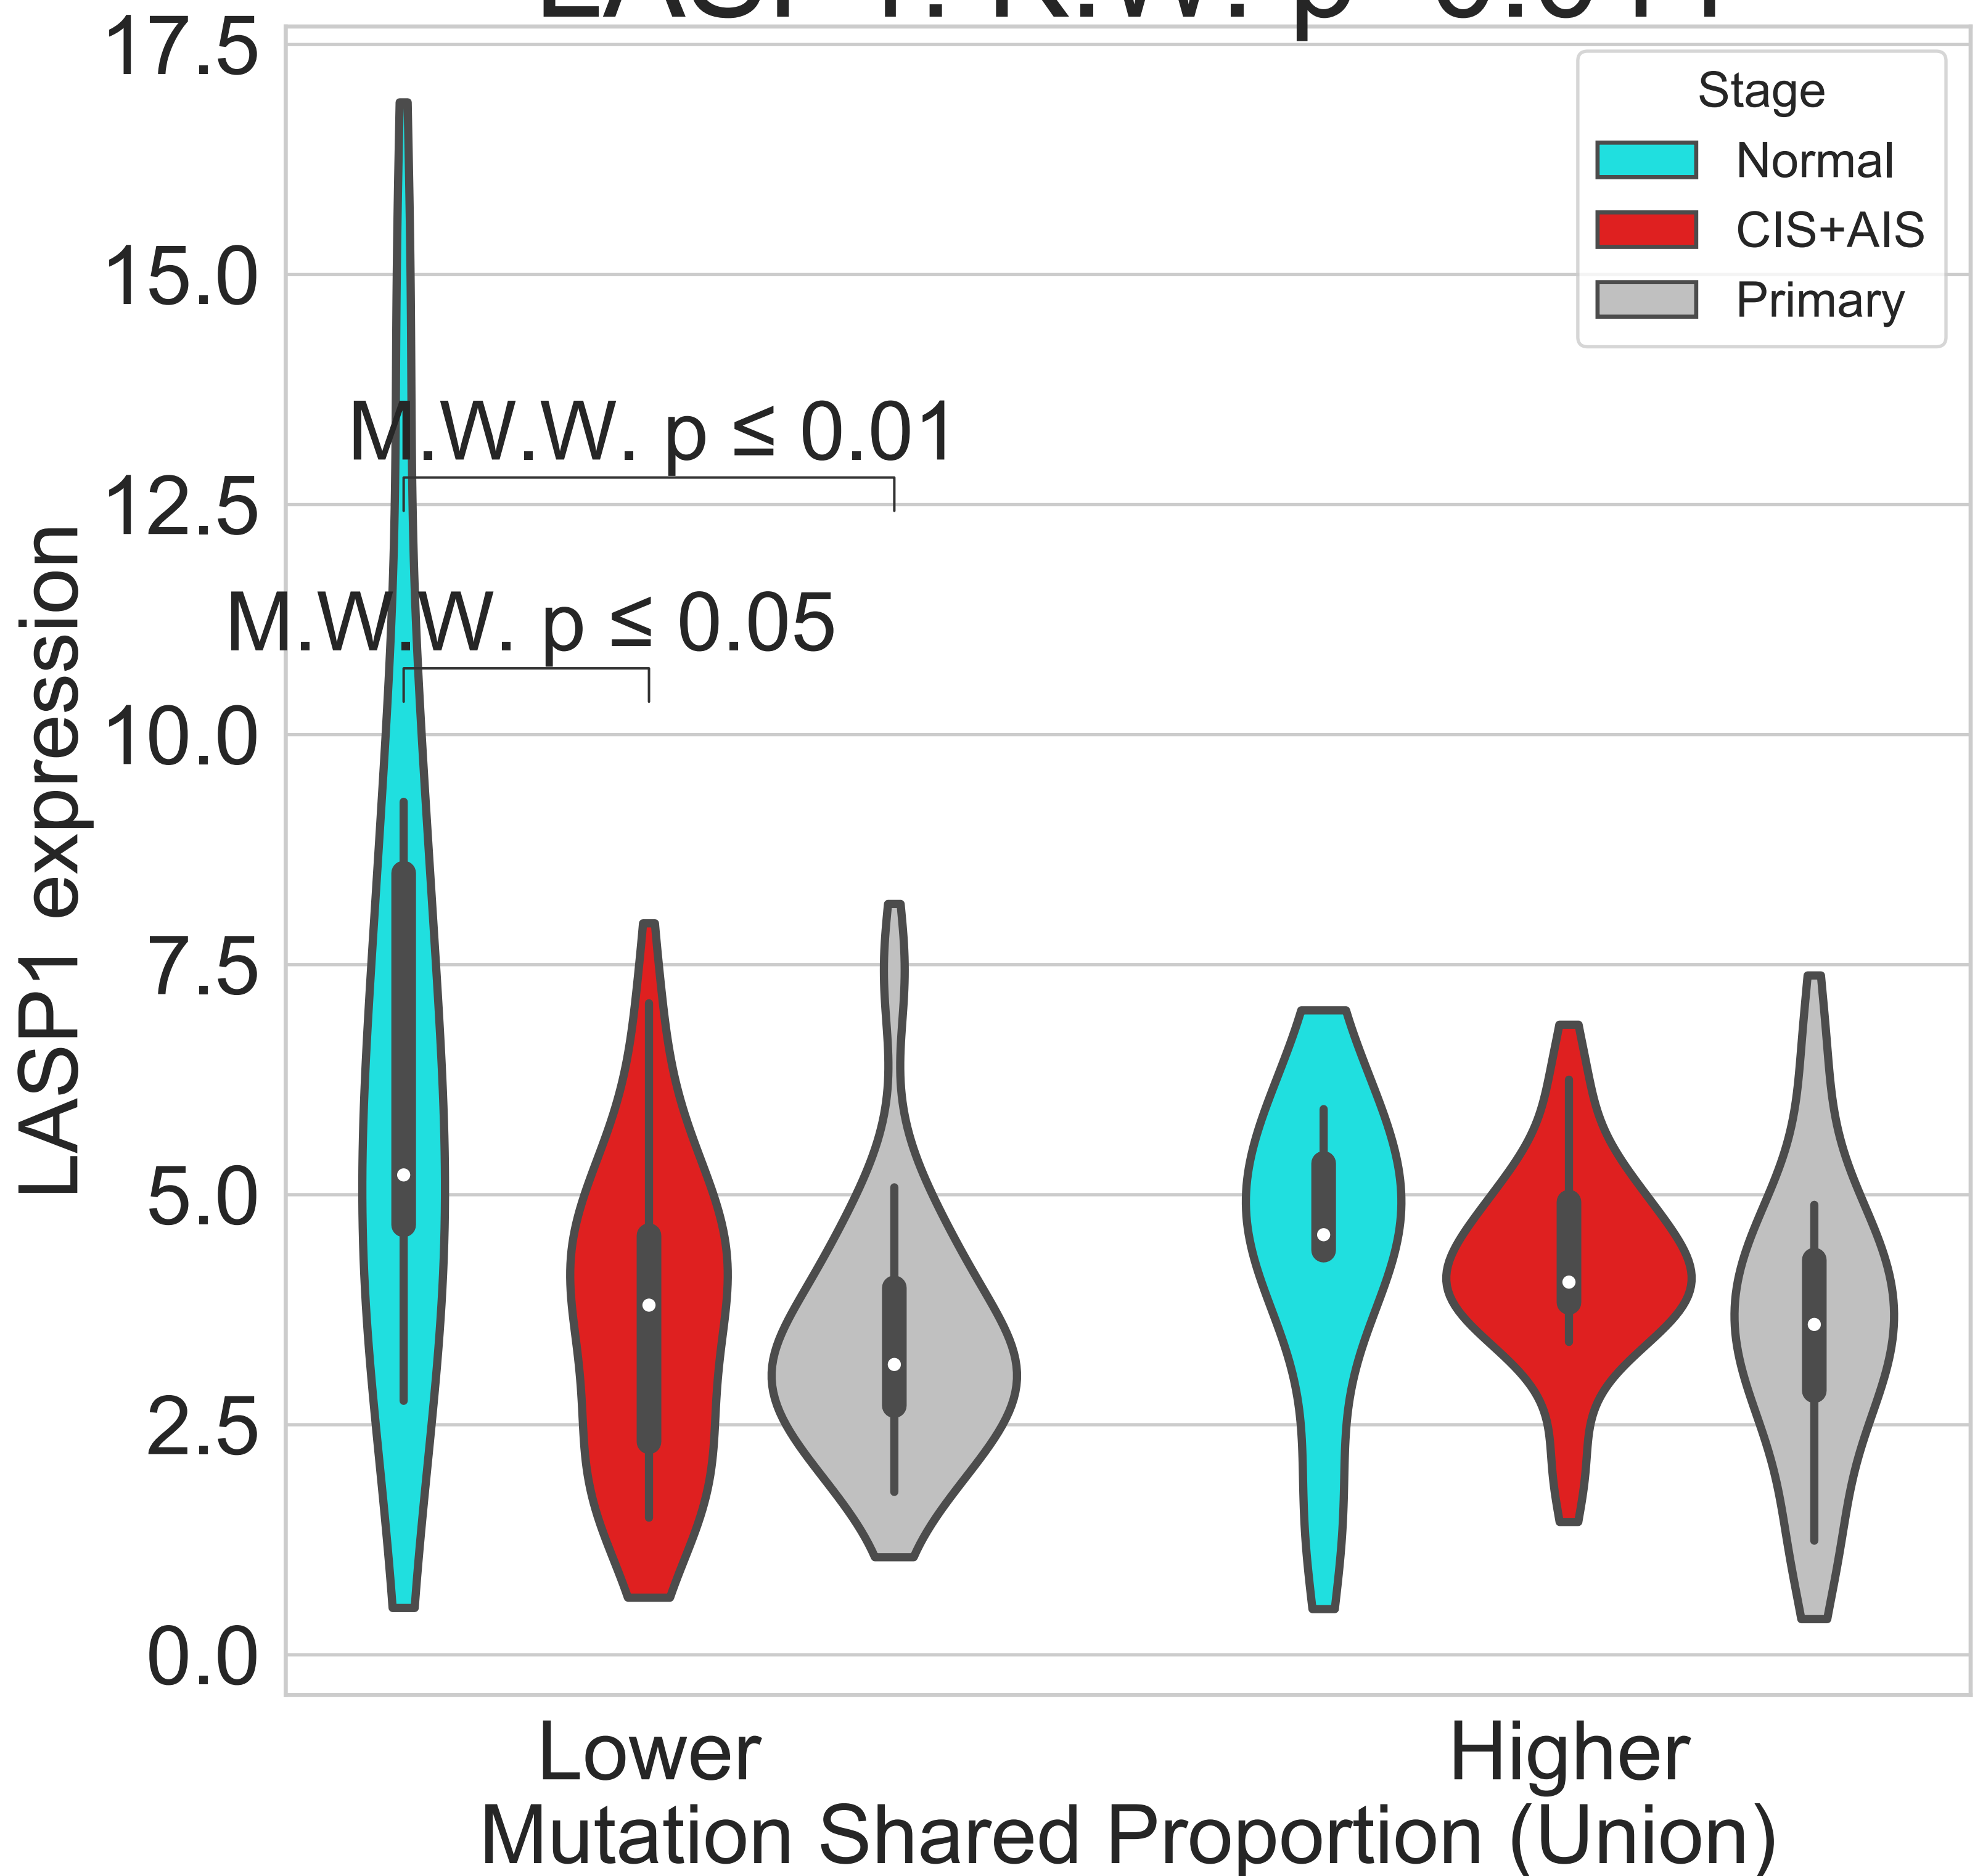 17.5
15.0
12.5
10.0
7.5
5.0
2.5
0.0
LASP1 expression
Stage
Normal
CIS+AIS
Primary
M.W.W. p ≤ 0.01
M.W.W. p ≤ 0.05
Lower
Higher
Mutation Shared Proportion (Union)